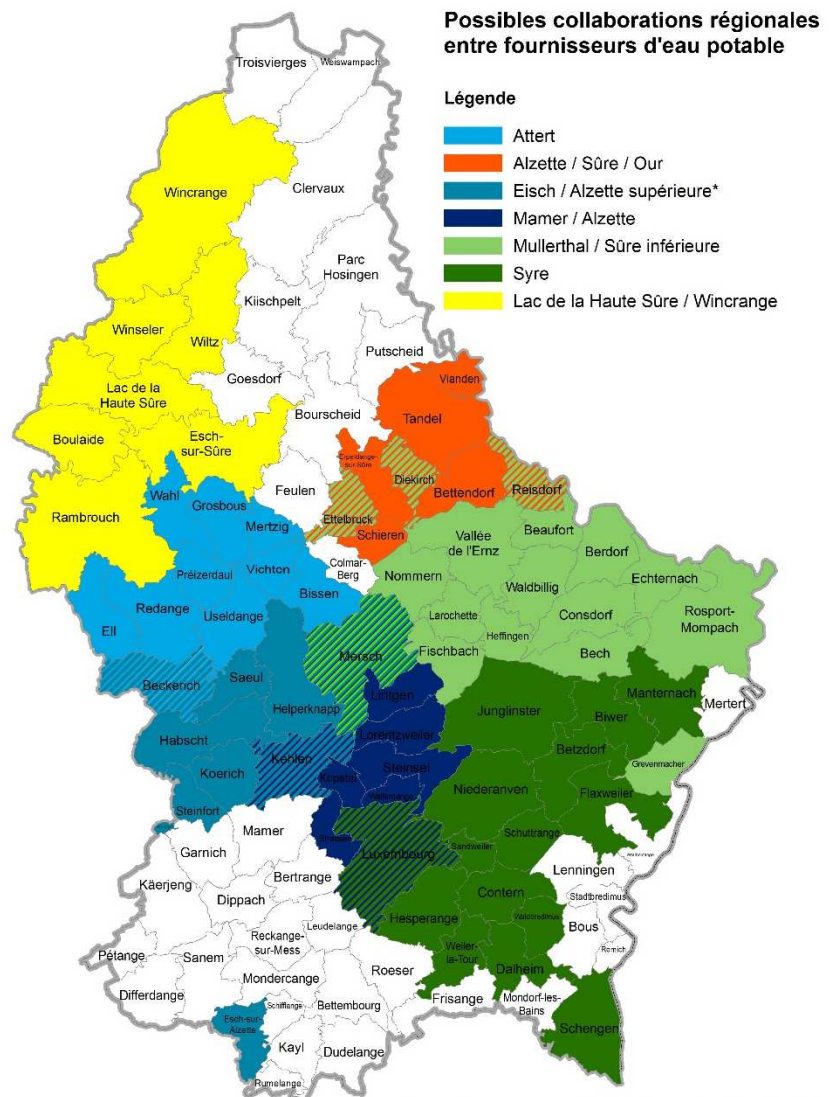 Possibles collaborations régionales
entre fournisseurs d'eau potable
Légende
Attert
Alzette / Sûre / Our
Eisch / Alzette supérieure*
Mamer / Alzette
Mullerthal / Sûre inférieure
Syre
Lac de la Haute Sûre / Wincrange
Troisvierges
Weiswampach
Wincrange
Clervaux
Parc
Hosingen
Kiischpelt
Winseler
Wiltz
Putscheid
Goesdorf
Vianden
Lac de la
Haute Sûre
Bourscheid
Tandel
Boulaide
Esch-
sur-Sûre
Erpeldange-
sur-Sûre
Diekirch
Feulen
Bettendorf
Reisdorf
Wahl
Rambrouch
Grosbous
Ettelbruck
Mertzig
Schieren
Vallée
de l'Ernz
Beaufort
Berdorf
Colmar-
Berg
Préizerdaul
Vichten
Nommern
Waldbillig
Echternach
Bissen
Redange
Useldange
Ell
Larochette
Consdorf
Rosport-
Mompach
Heffingen
Fischbach
Bech
Mersch
Beckerich
Saeul
Lintgen
Manternach
Helperknapp
Junglinster
Biwer
Mertert
Habscht
Lorentzweiler
Betzdorf
Kehlen
Steinsel
Grevenmacher
Koerich
Kopstal
Niederanven
Flaxweiler
Walferdange
Steinfort
Mamer
Schuttrange
Garnich
Luxembourg
Sandweiler
Lenningen
Bertrange
Käerjeng
Contern
Stadtbredimus
Dippach
Hesperange
Waldbredimus
Leudelange
Bous
Reckange-
sur-Mess
Remich
Pétange
Sanem
Roeser
Weiler-
la-Tour
Dalheim
Mondercange
Differdange
Frisange
Mondorf-les-
Bains
Schifflange
Bettembourg
Esch-sur-
Alzette
Schengen
Kayl
Dudelange
Rumelange